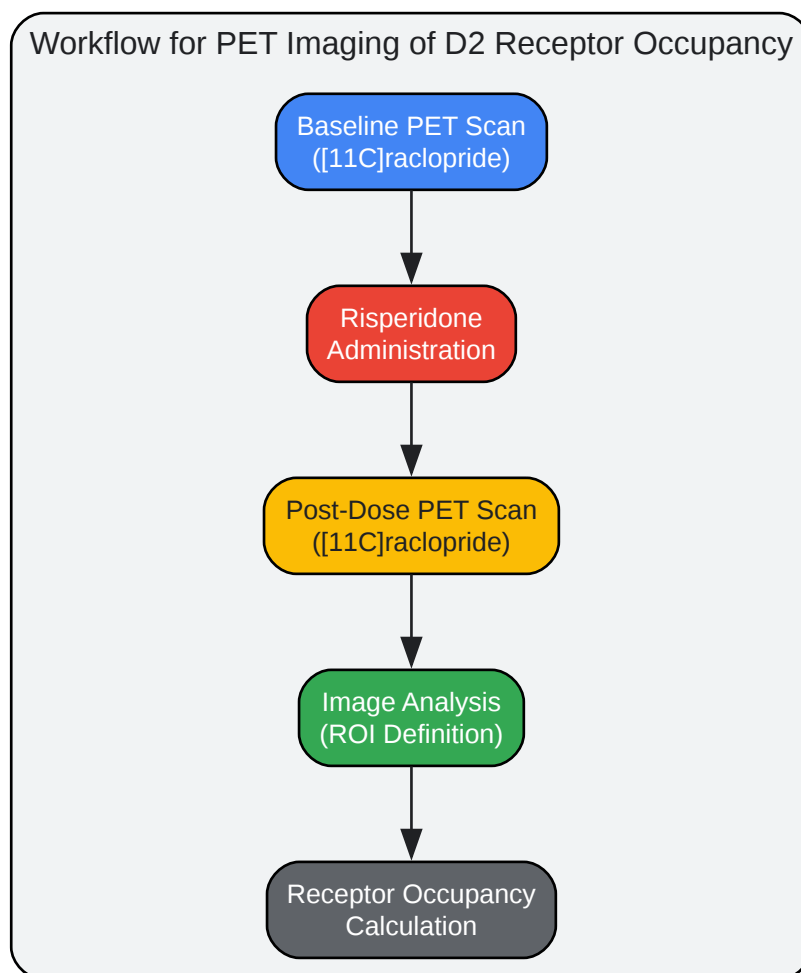 Workflow for PET Imaging of D2 Receptor Occupancy
Baseline PET Scan
([11C]raclopride)
Risperidone
Administration
Post-Dose PET Scan
([11C]raclopride)
Image Analysis
(ROI Definition)
Receptor Occupancy
Calculation